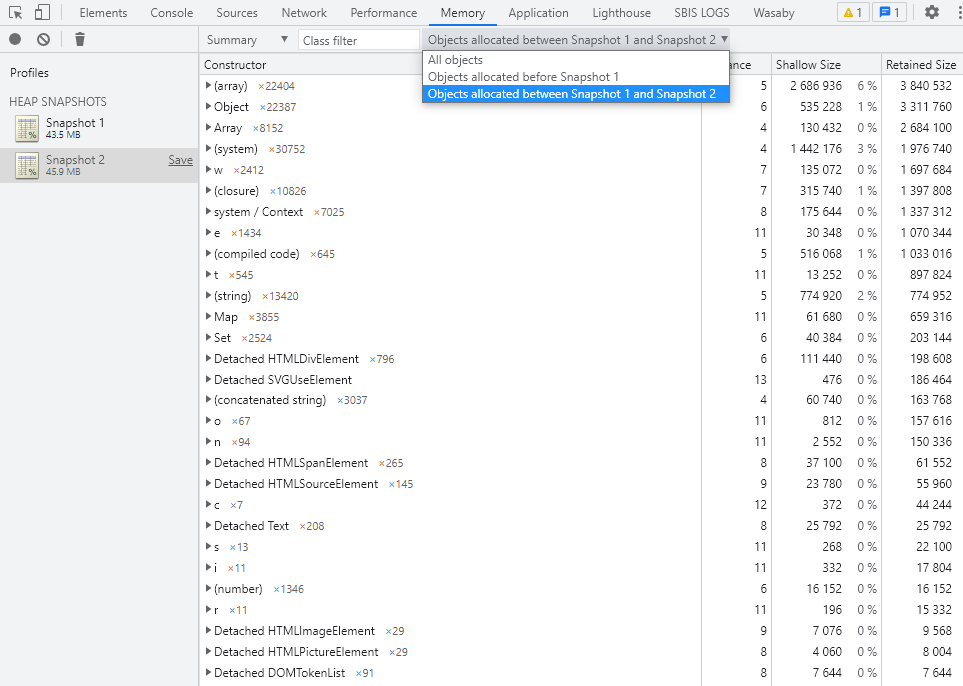 Elements Console Sources Network Performance Memory Application Lighthouse SBIS LOGS Wasaby 1 1
Summary ▼ Class filter Objects allocated between Snapshot 1 and Snapshot 2 ▼
All objects
Objects allocated before Snapshot 1
Objects allocated between Snapshot 1 and Snapshot 2
Profiles
HEAP SNAPSHOTS
Snapshot 1
43.5 MB
Snapshot 2 Save
45.9 MB
Constructor ance Shallow Size Retained Size
(array) ×22404 5 2 686 936 6 % 3 840 532
Object ×22387 6 535 228 1 % 3 311 760
Array ×8152 4 130 432 0 % 2 684 100
(system) ×30752 4 1 442 176 3 % 1 976 740
w ×2412 7 135 072 0 % 1 697 684
(closure) ×10826 7 315 740 1 % 1 397 808
system / Context ×7025 8 175 644 0 % 1 337 312
e ×1434 11 30 348 0 % 1 070 344
(compiled code) ×645 5 516 068 1 % 1 033 016
t ×545 11 13 252 0 % 897 824
(string) ×13420 5 774 920 2 % 774 952
Map ×3855 11 61 680 0 % 659 316
Set ×2524 6 40 384 0 % 203 144
Detached HTMLDivElement ×796 6 111 440 0 % 198 608
Detached SVGUseElement 13 476 0 % 186 464
(concatenated string) ×3037 4 60 740 0 % 163 768
o ×67 11 812 0 % 157 616
n ×94 11 2 552 0 % 150 336
Detached HTMLSpanElement ×265 8 37 100 0 % 61 552
Detached HTMLSourceElement ×145 9 23 780 0 % 55 960
c ×7 12 372 0 % 44 244
Detached Text ×208 8 25 792 0 % 25 792
s ×13 11 268 0 % 22 100
i ×11 11 332 0 % 17 804
(number) ×1346 6 16 152 0 % 16 152
r ×11 11 196 0 % 15 332
Detached HTMLImageElement ×29 9 7 076 0 % 9 568
Detached HTMLPictureElement ×29 8 4 060 0 % 8 004
Detached DOMTokenList ×91 8 7 644 0 % 7 644